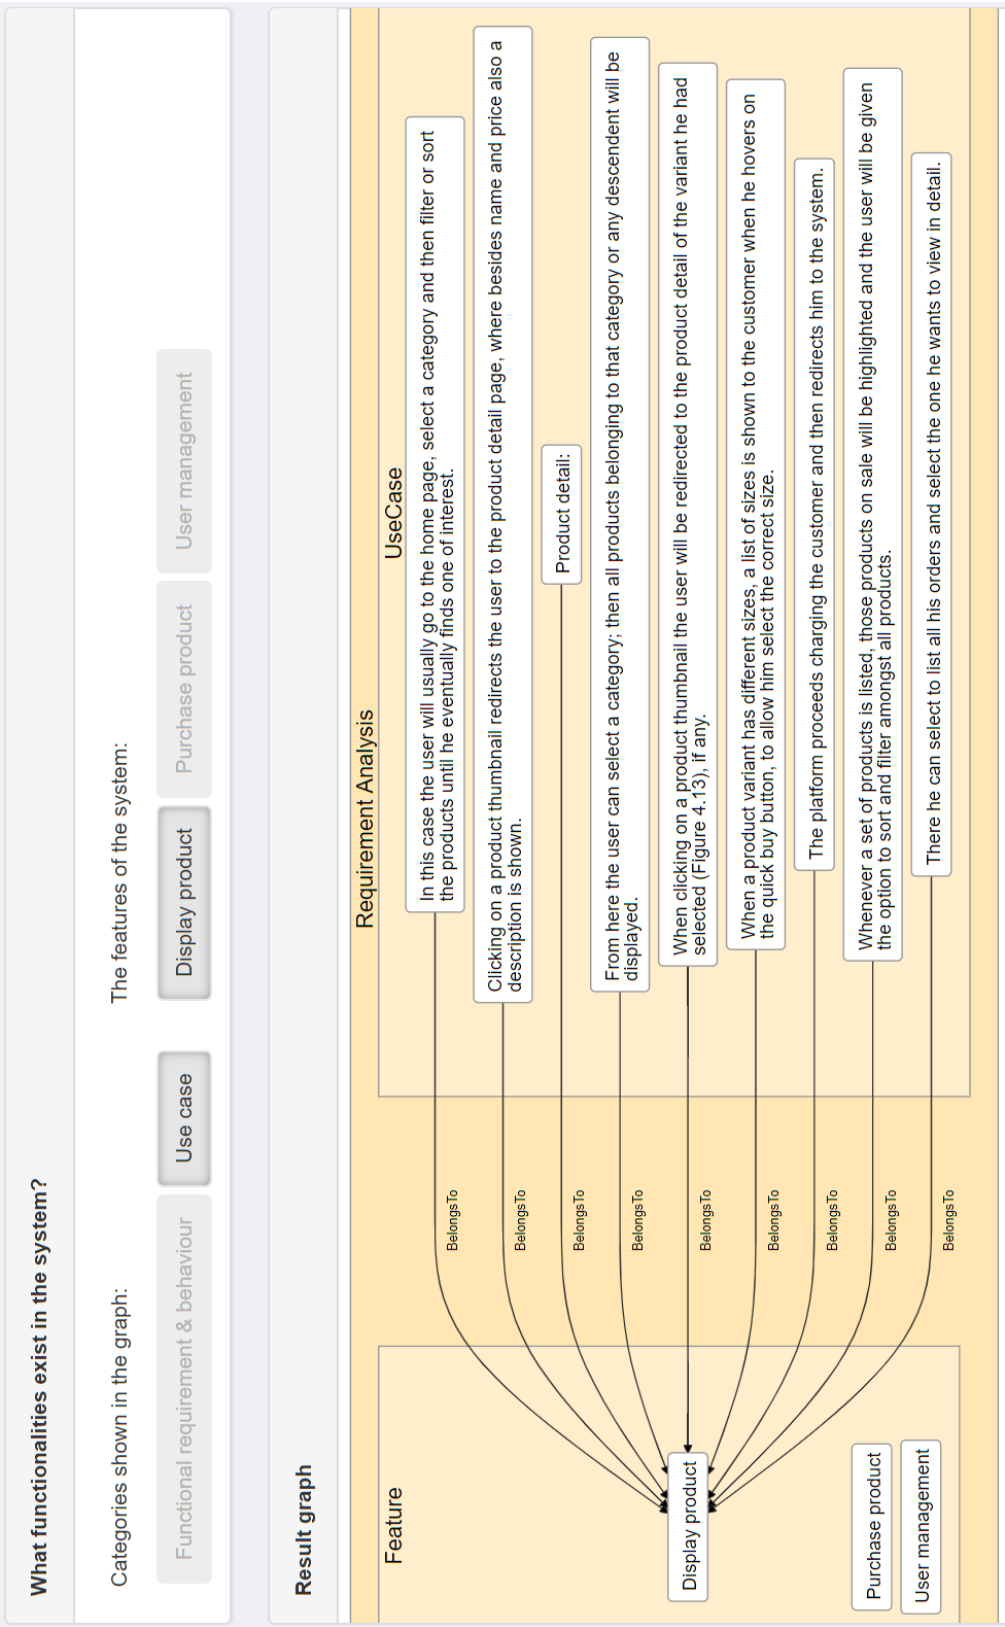 What functionalities exist in the system?
Categories shown in the graph:
The features of the system:
Functional requirement & behaviour
Use case
Display product
Purchase product
User management
Result graph
Requirement Analysis
Feature
UseCase
In this case the user will usually go to the home page, select a category and then filter or sort
the products until he eventually finds one of interest.
BelongsTo
Clicking on a product thumbnail redirects the user to the product detail page, where besides name and price also a
description is shown.
BelongsTo
Product detail:
BelongsTo
From here the user can select a category; then all products belonging to that category or any descendent will be
displayed.
BelongsTo
Display product
When clicking on a product thumbnail the user will be redirected to the product detail of the variant he had
selected (Figure 4.13), if any.
BelongsTo
When a product variant has different sizes, a list of sizes is shown to the customer when he hovers on
the quick buy button, to allow him select the correct size.
BelongsTo
The platform proceeds charging the customer and then redirects him to the system.
BelongsTo
Purchase product
Whenever a set of products is listed, those products on sale will be highlighted and the user will be given
the option to sort and filter amongst all products.
BelongsTo
User management
There he can select to list all his orders and select the one he wants to view in detail.
BelongsTo